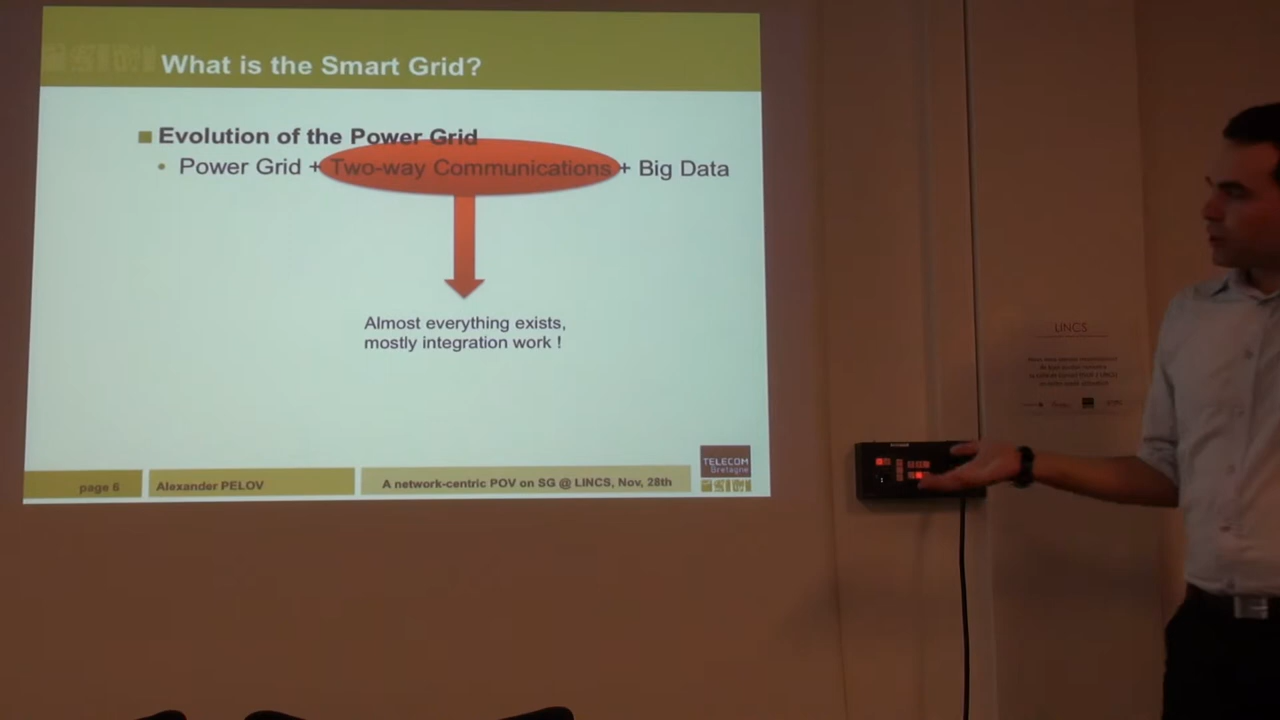 What is the Smart Grid?
Evolution of the Power Grid
Power Grid + Two-way Communications + Big Data
Almost everything exists,
mostly integration work !
page 6
Alexander PELOV
A network-centric POV on SG @ LINCS, Nov, 28th
TELECOM
Bretagne
LINCS